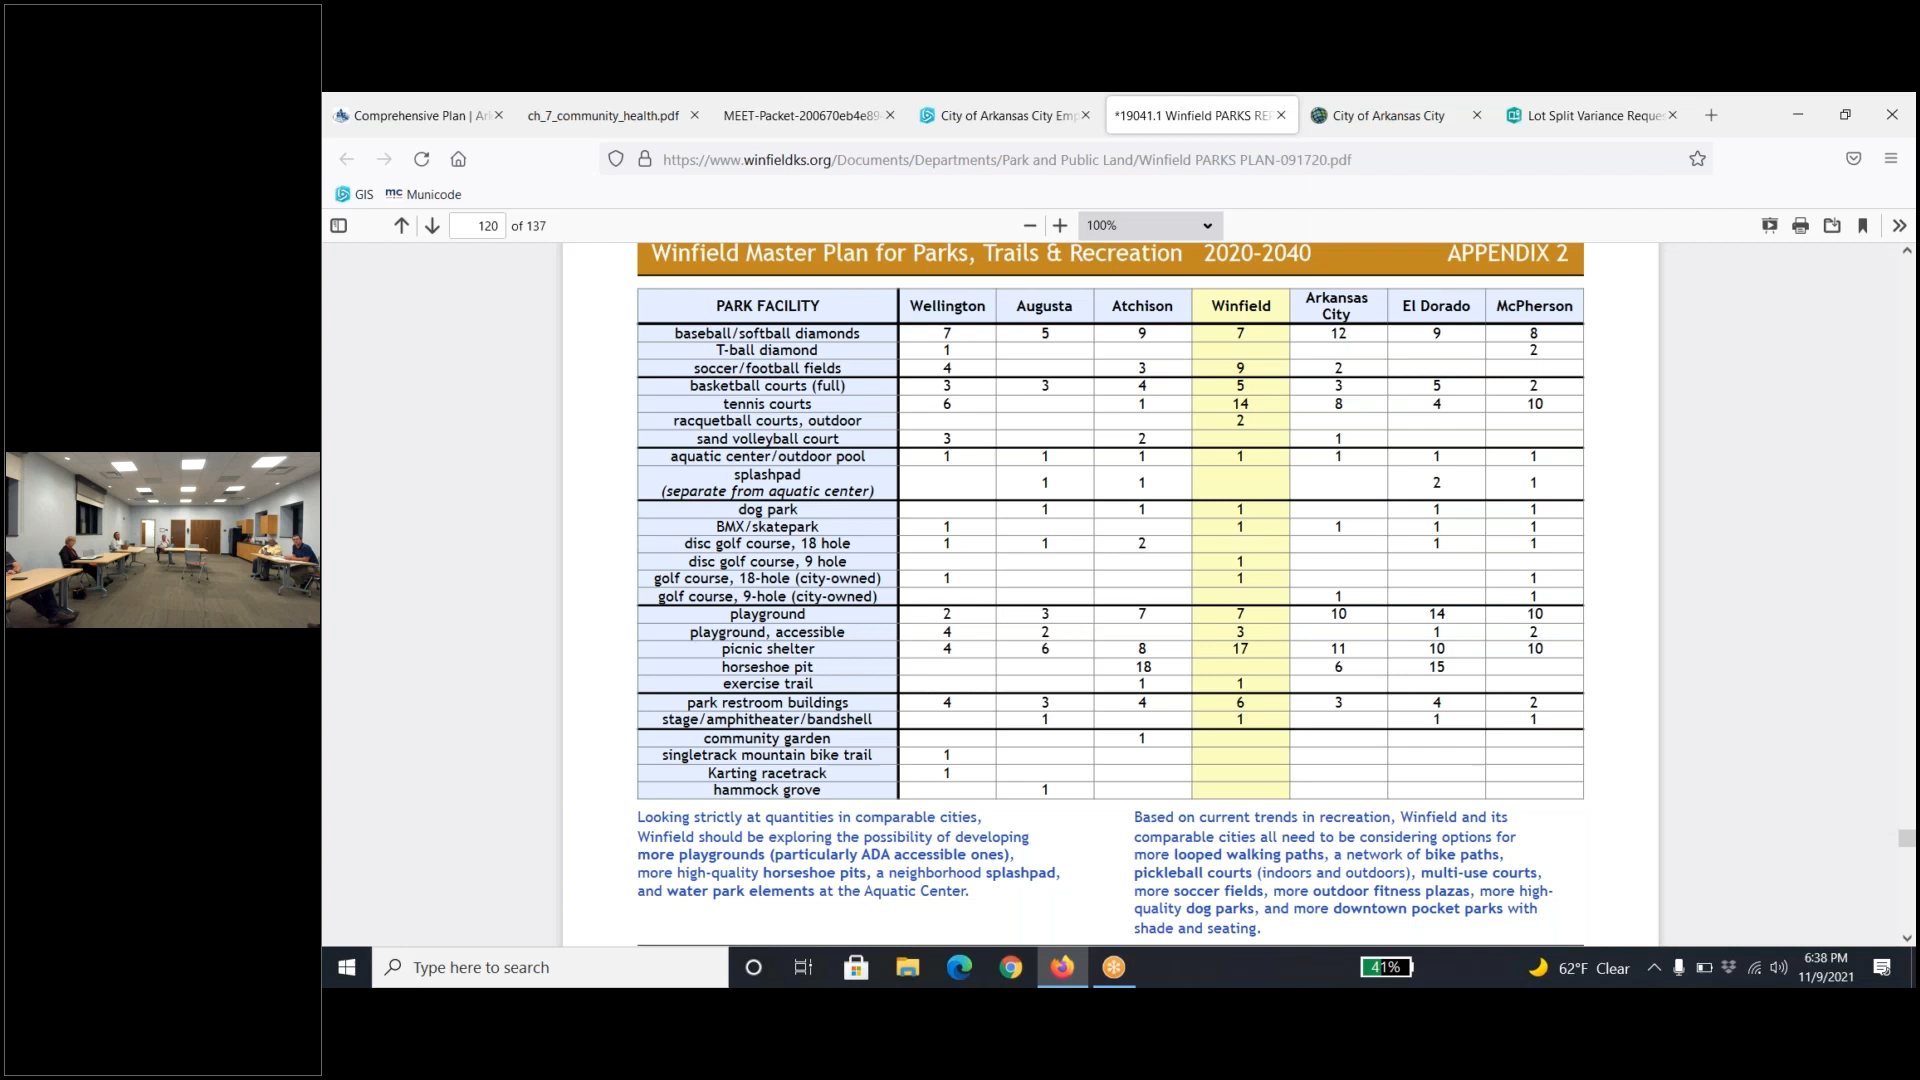 Comprehensive Plan | Ar
ch_7_community_health.pdf
MEET-Packet-200670eb4e89
City of Arkansas City Emp
*19041.1 Winfield PARKS REP
City of Arkansas City
Lot Split Variance Reques
https://www.winfieldks.org/Documents/Departments/Park and Public Land/Winfield PARKS PLAN-091720.pdf
GIS mc Municode
120 of 137
100%
Winfield Master Plan for Parks, Trails & Recreation 2020-2040 APPENDIX 2
PARK FACILITY Wellington Augusta Atchison Winfield Arkansas City El Dorado McPherson
baseball/softball diamonds 7 5 9 7 12 9 8
T-ball diamond 1 2
soccer/football fields 4 3 9 2
basketball courts (full) 3 3 4 5 3 5 2
tennis courts 6 1 14 8 4 10
racquetball courts, outdoor 2
sand volleyball court 3 2 1
aquatic center/outdoor pool 1 1 1 1 1 1 1
splashpad
(separate from aquatic center) 1 1 2 1
dog park 1 1 1 1 1
BMX/skatepark 1 1 1 1 1
disc golf course, 18 hole 1 1 2 1 1
disc golf course, 9 hole 1
golf course, 18-hole (city-owned) 1 1 1
golf course, 9-hole (city-owned) 1 1
playground 2 3 7 7 10 14 10
playground, accessible 4 2 3 1 2
picnic shelter 4 6 8 17 11 10 10
horseshoe pit 18 6 15
exercise trail 1 1
park restroom buildings 4 3 4 6 3 4 2
stage/amphitheater/bandshell 1 1 1 1
community garden 1
singletrack mountain bike trail 1
Karting racetrack 1
hammock grove 1
Looking strictly at quantities in comparable cities,
Winfield should be exploring the possibility of developing
more playgrounds (particularly ADA accessible ones),
more high-quality horseshoe pits, a neighborhood splashpad,
and water park elements at the Aquatic Center.
Based on current trends in recreation, Winfield and its
comparable cities all need to be considering options for
more looped walking paths, a network of bike paths,
pickleball courts (indoors and outdoors), multi-use courts,
more soccer fields, more outdoor fitness plazas, more high-
quality dog parks, and more downtown pocket parks with
shade and seating.
Type here to search
41%
62°F Clear
6:38 PM
11/9/2021